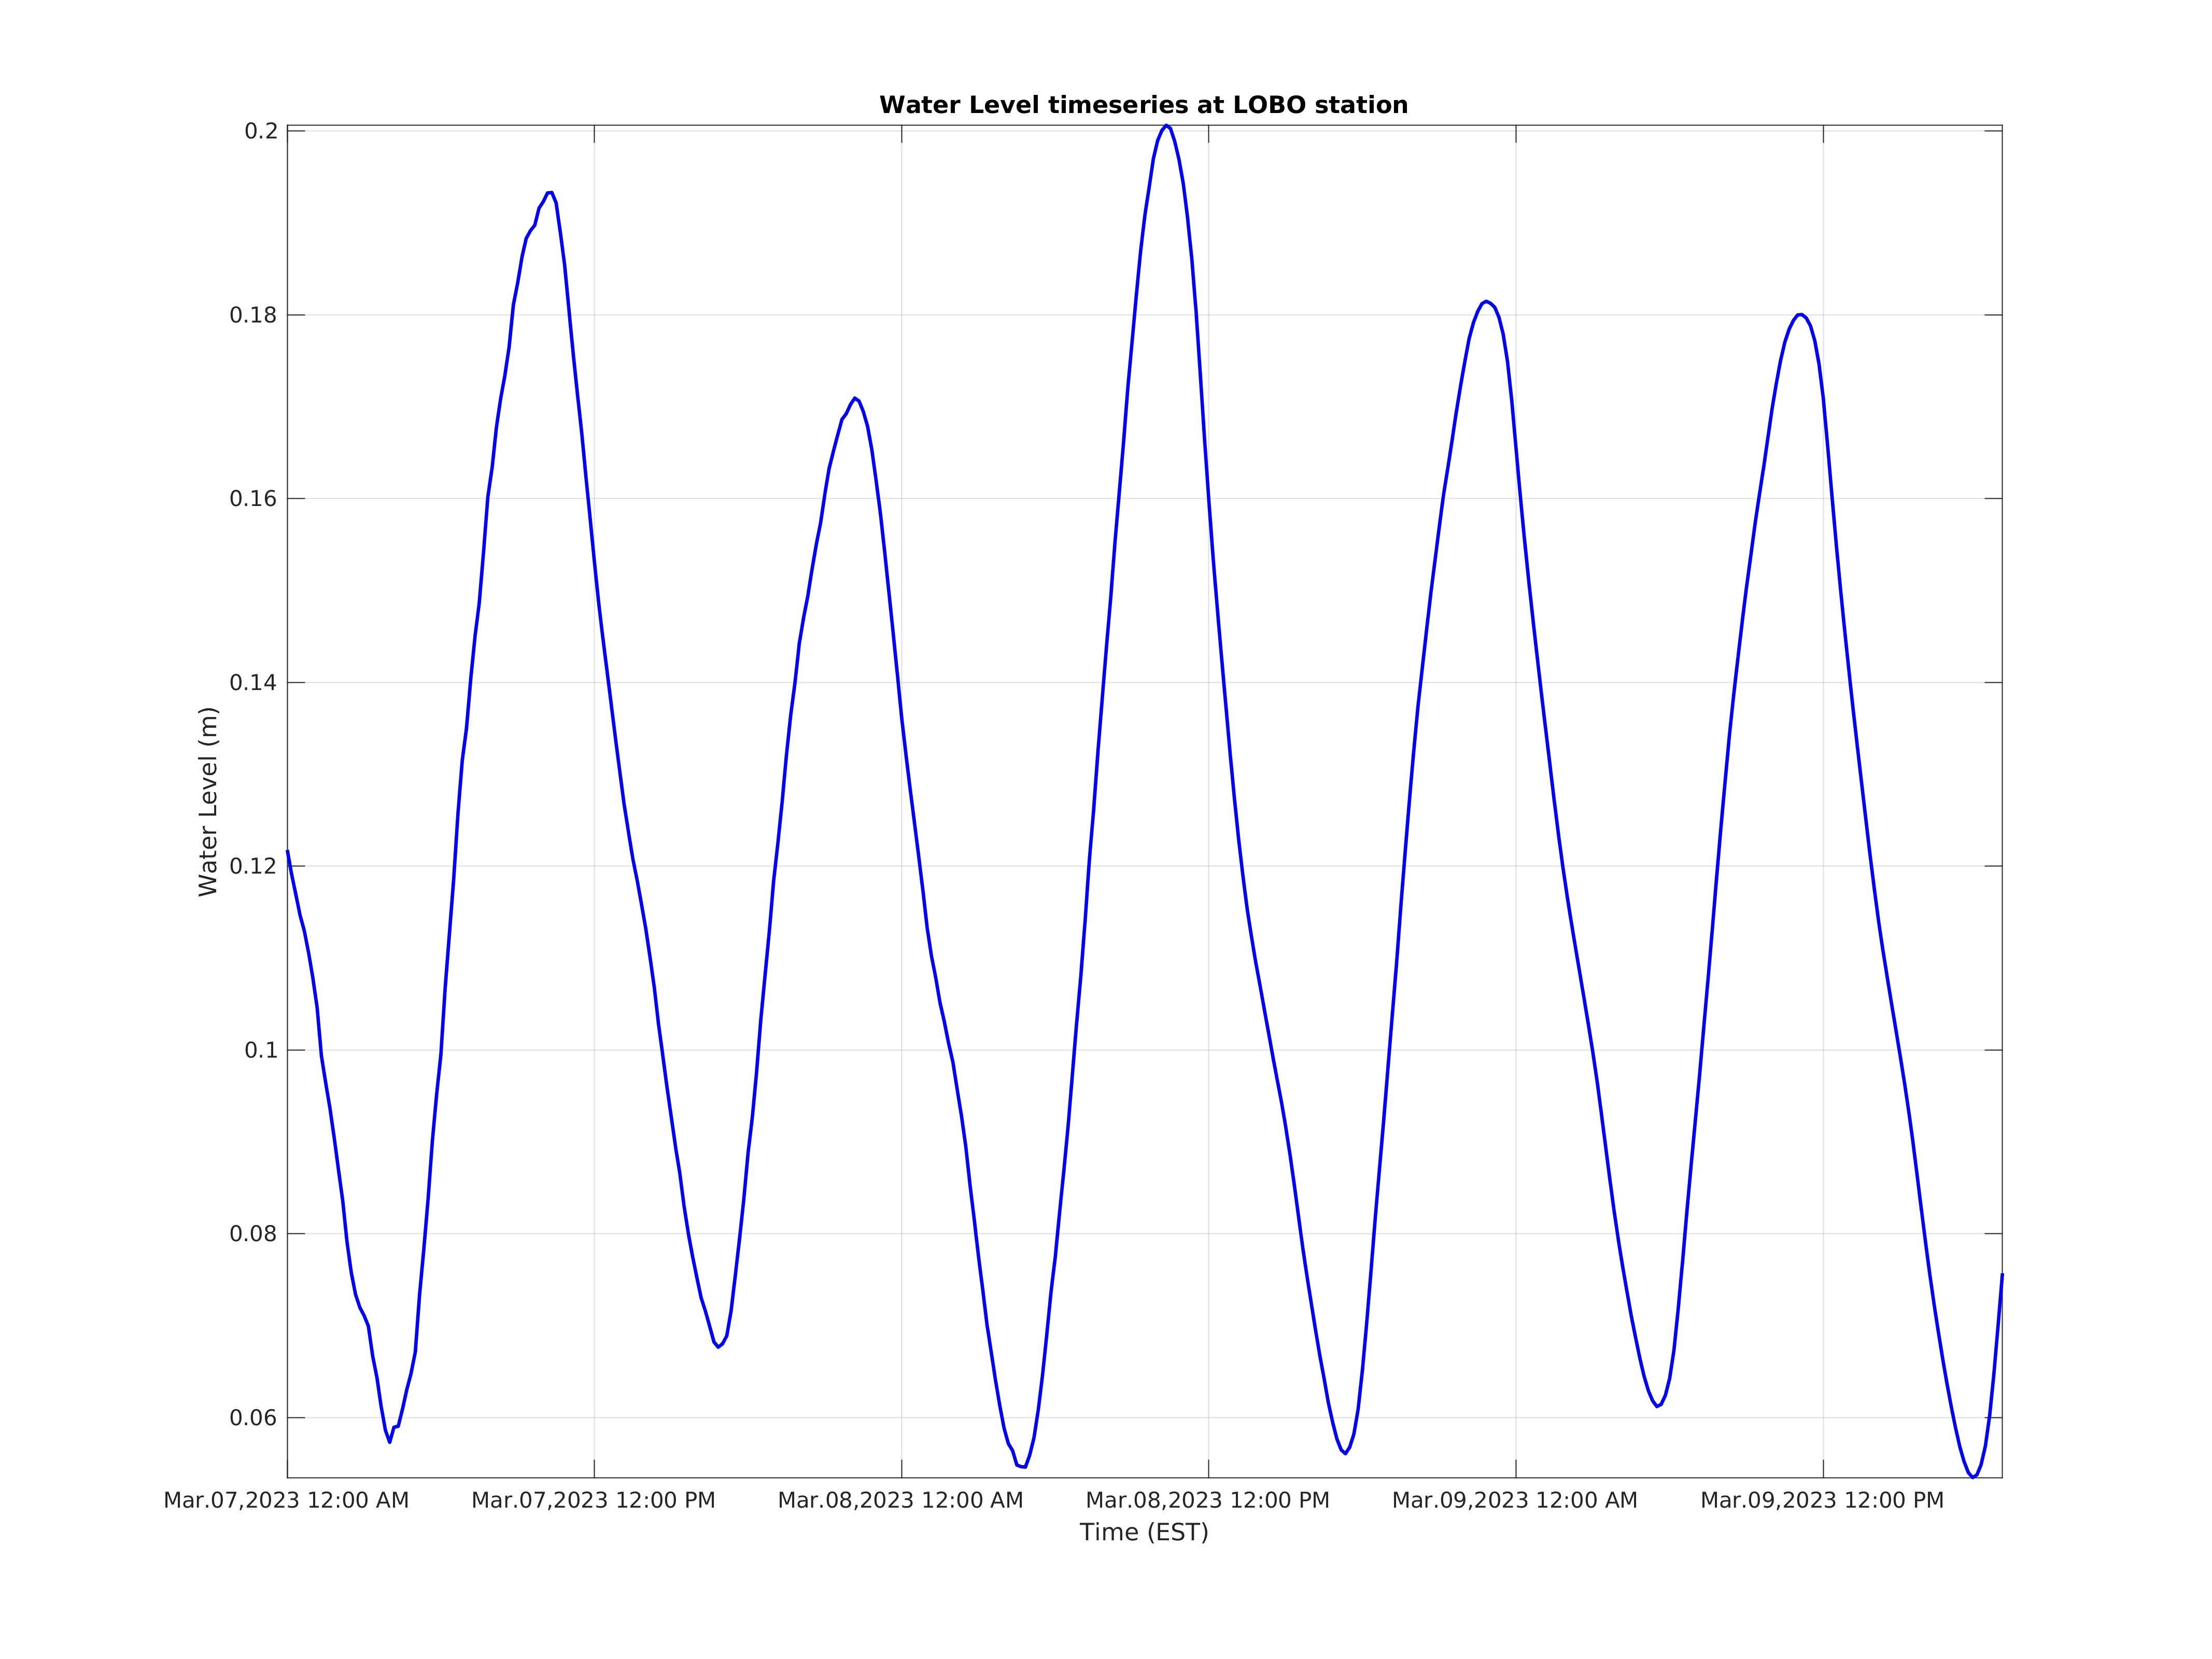 Water Level timeseries at LOBO station
0.2
0.18
0.16
0.14
0.12
0.1
0.08
0.06
Water Level (m)
Mar.07,2023 12:00 AM
Mar.07,2023 12:00 PM
Mar.08,2023 12:00 AM
Mar.08,2023 12:00 PM
Mar.09,2023 12:00 AM
Mar.09,2023 12:00 PM
Time (EST)